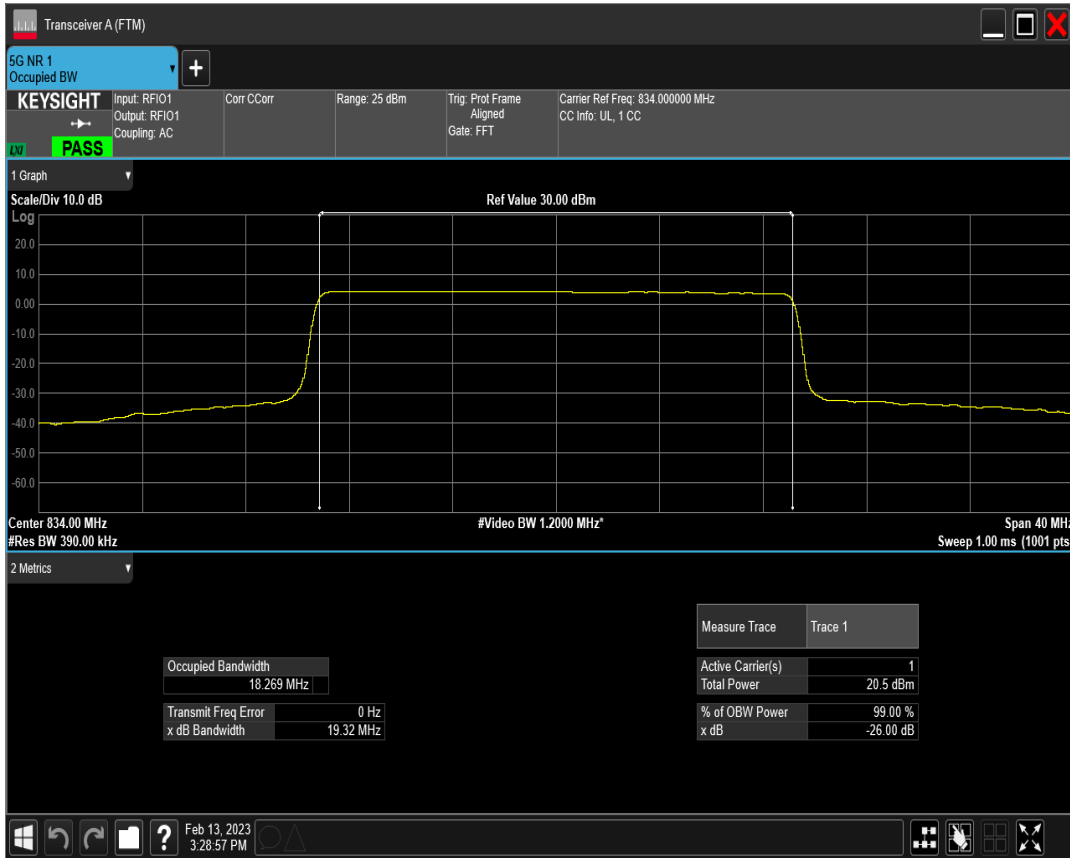 Transceiver A (FTM)
5G NR 1
Occupied BW
+
KEYSIGHT
LXI
PASS
Input: RFIO1
Output: RFIO1
Coupling: AC
Corr CCorr
Range: 25 dBm
Trig: Prot Frame
Aligned
Gate: FFT
Carrier Ref Freq: 834.000000 MHz
CC Info: UL, 1 CC
1 Graph
Scale/Div 10.0 dB
Ref Value 30.00 dBm
Log
20.0
10.0
0.00
-10.0
-20.0
-30.0
-40.0
-50.0
-60.0
Center 834.00 MHz
#Video BW 1.2000 MHz*
Span 40 MHz
#Res BW 390.00 kHz
Sweep 1.00 ms (1001 pts
2 Metrics
Measure Trace Trace 1
Occupied Bandwidth
18.269 MHz
Active Carrier(s) 1
Total Power 20.5 dBm
Transmit Freq Error 0 Hz
x dB Bandwidth 19.32 MHz
% of OBW Power 99.00 %
x dB -26.00 dB
?
Feb 13, 2023
3:28:57 PM